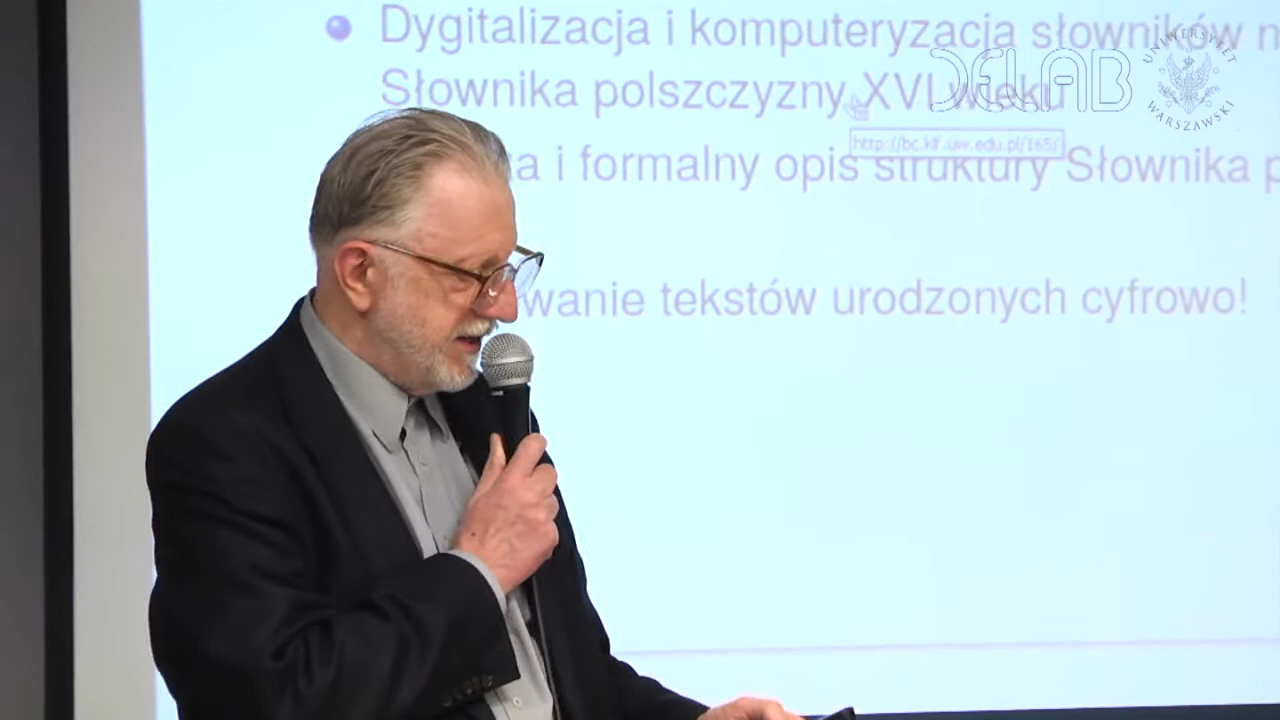 Dygitalizacja i komputeryzacja słowników n
Słownika polszczyzny XVI wieku
DELAB
UNIWERSYTET WARSZAWSKI
http://bc.klf.uw.edu.pl/165/
a i formalny opis struktury Słownika p
wanie tekstów urodzonych cyfrowo!